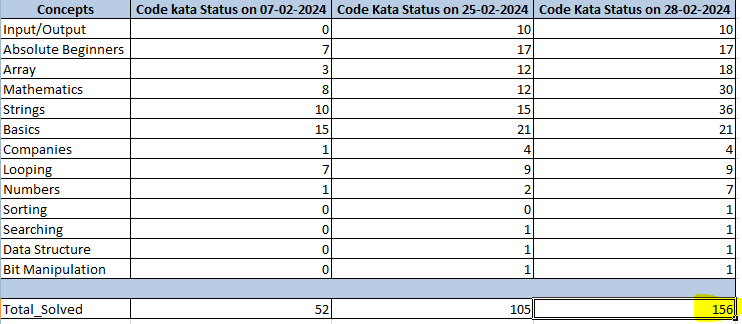 Concepts Code kata Status on 07-02-2024 Code Kata Status on 25-02-2024 Code Kata Status on 28-02-2024
Input/Output 0 10 10
Absolute Beginners 7 17 17
Array 3 12 18
Mathematics 8 12 30
Strings 10 15 36
Basics 15 21 21
Companies 1 4 4
Looping 7 9 9
Numbers 1 2 7
Sorting 0 0 1
Searching 0 1 1
Data Structure 0 1 1
Bit Manipulation 0 1 1
Total_Solved 52 105 156